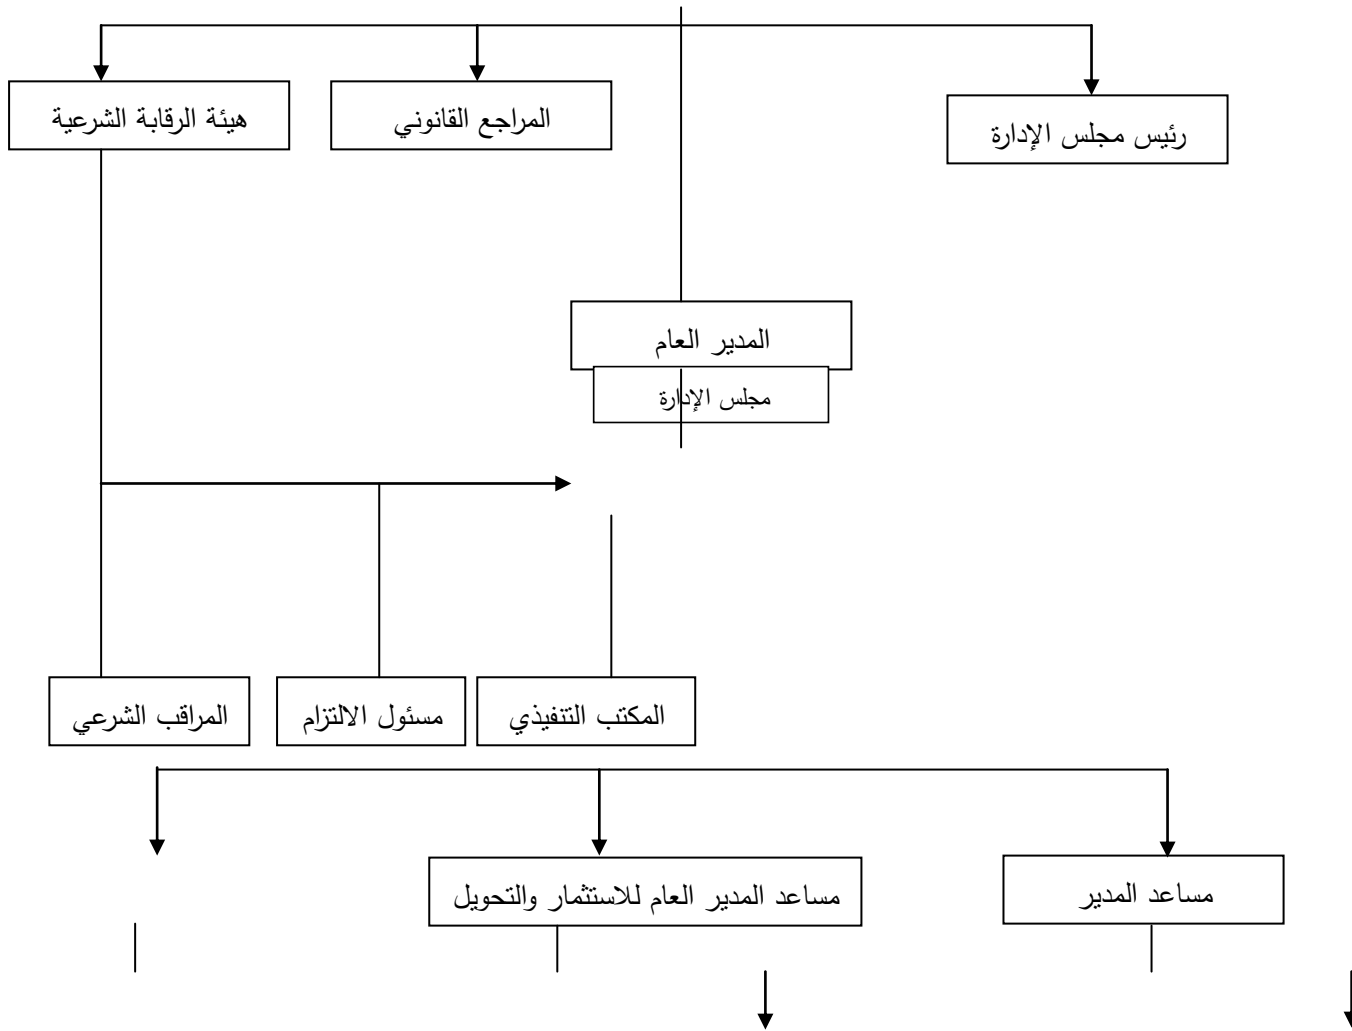 رئيس مجلس الإدارة
المراجع القانوني
هيئة الرقابة الشرعية
المدير العام
مجلس الإدارة
المكتب التنفيذي
مسئول الالتزام
المراقب الشرعي
مساعد المدير
مساعد المدير العام للاستثمار والتحويل